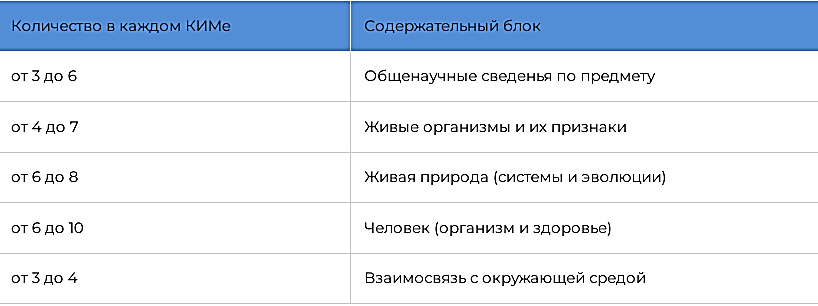 Количество в каждом КИМе Содержательный блок
от 3 до 6 Общенаучные сведенья по предмету
от 4 до 7 Живые организмы и их признаки
от 6 до 8 Живая природа (системы и эволюции)
от 6 до 10 Человек (организм и здоровье)
от 3 до 4 Взаимосвязь с окружающей средой